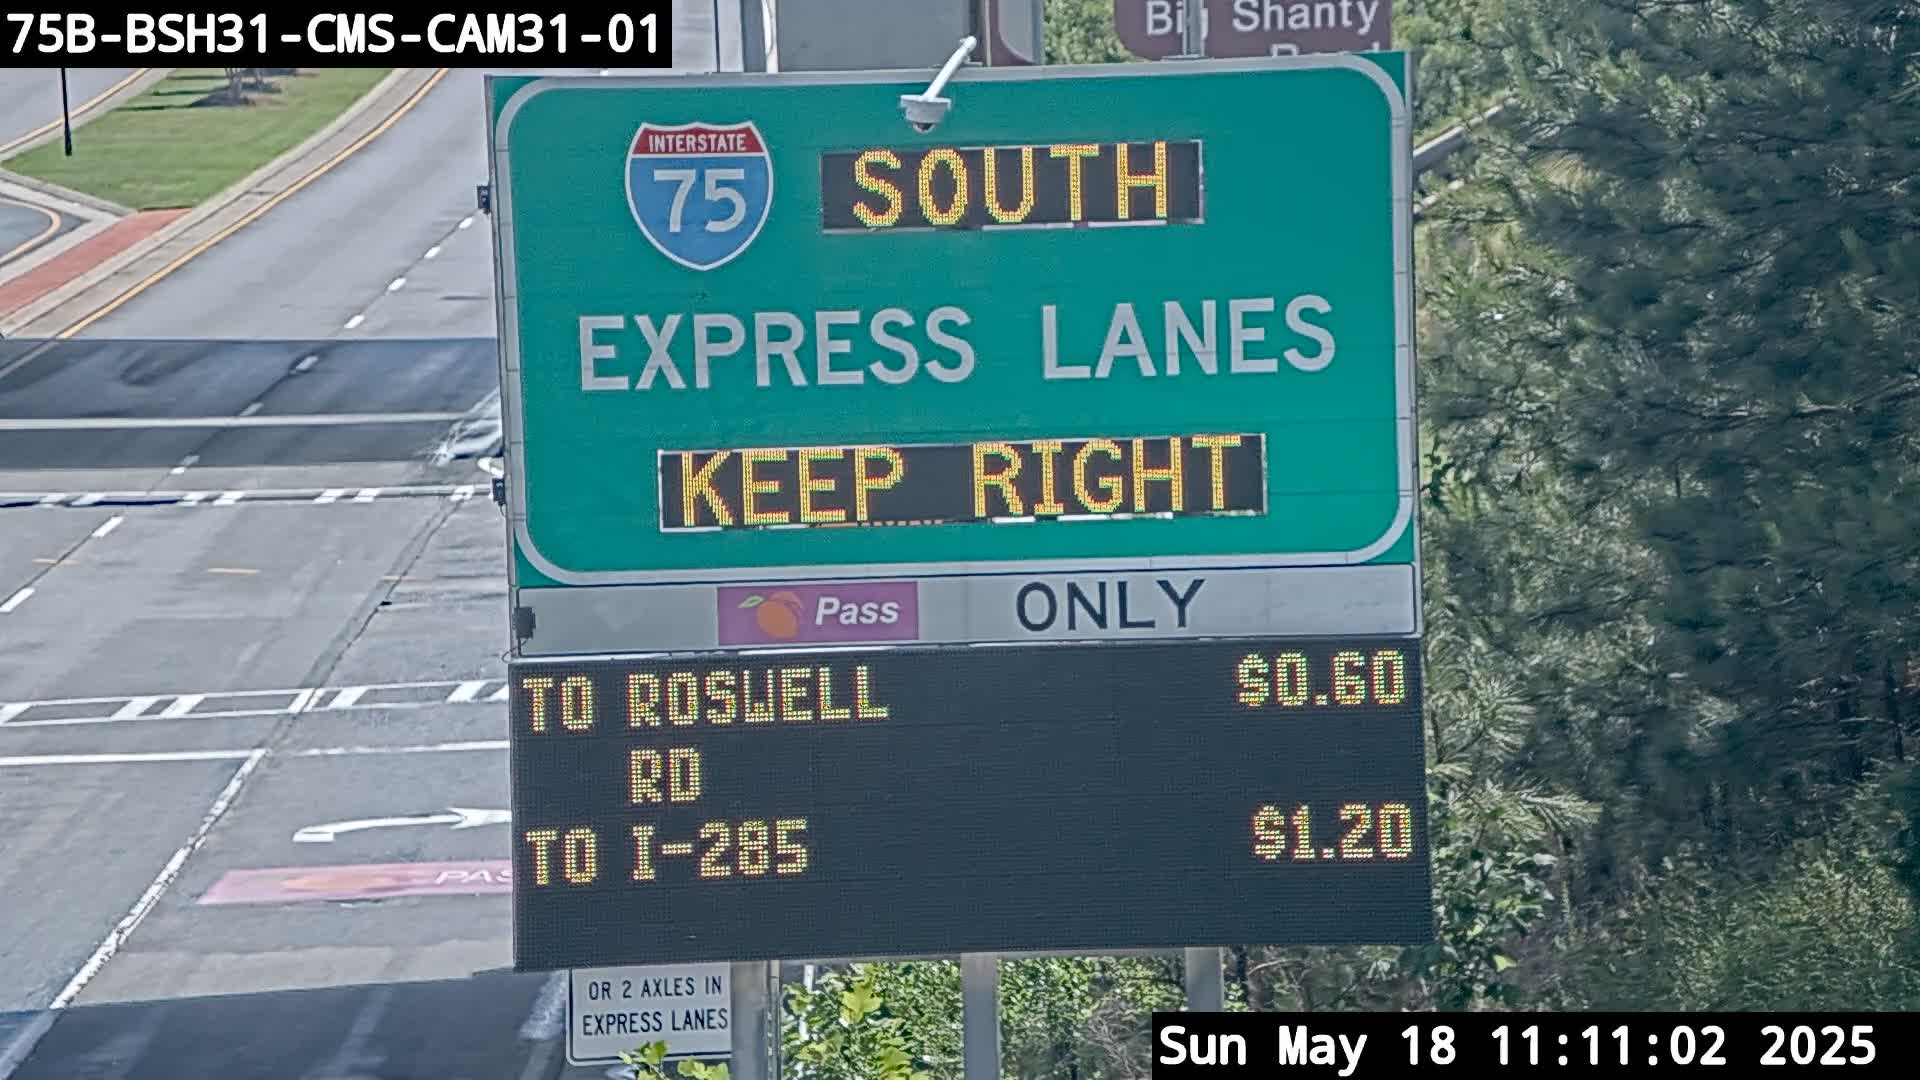 75B-BSH31-CMS-CAM31-01
Big Shanty
Road
INTERSTATE
75
SOUTH
EXPRESS LANES
KEEP RIGHT
Pass
ONLY
TO ROSWELL $0.60
RD
TO I-285 $1.20
PAS
OR 2 AXLES IN
EXPRESS LANES
Sun May 18 11:11:02 2025